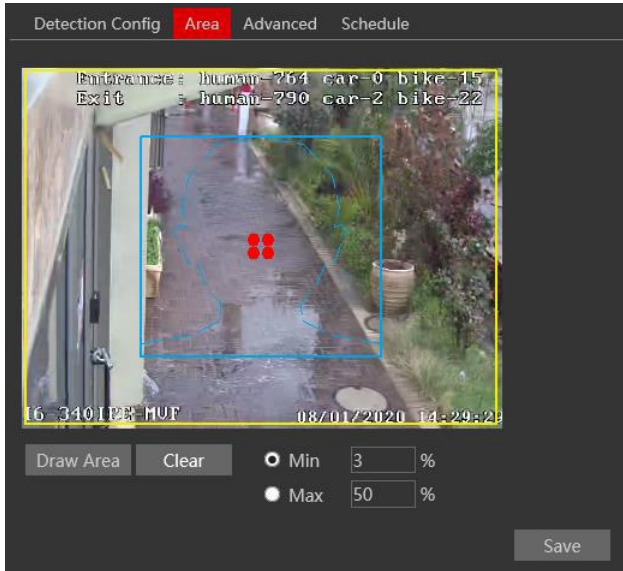 Detection Config Area Advanced Schedule
Entrance: human-764 car-0 bike-15
Exit : human-790 car-2 bike-22
08/01/2020 14:29:29
Draw Area Clear Min 3 %
Max 50 %
Save